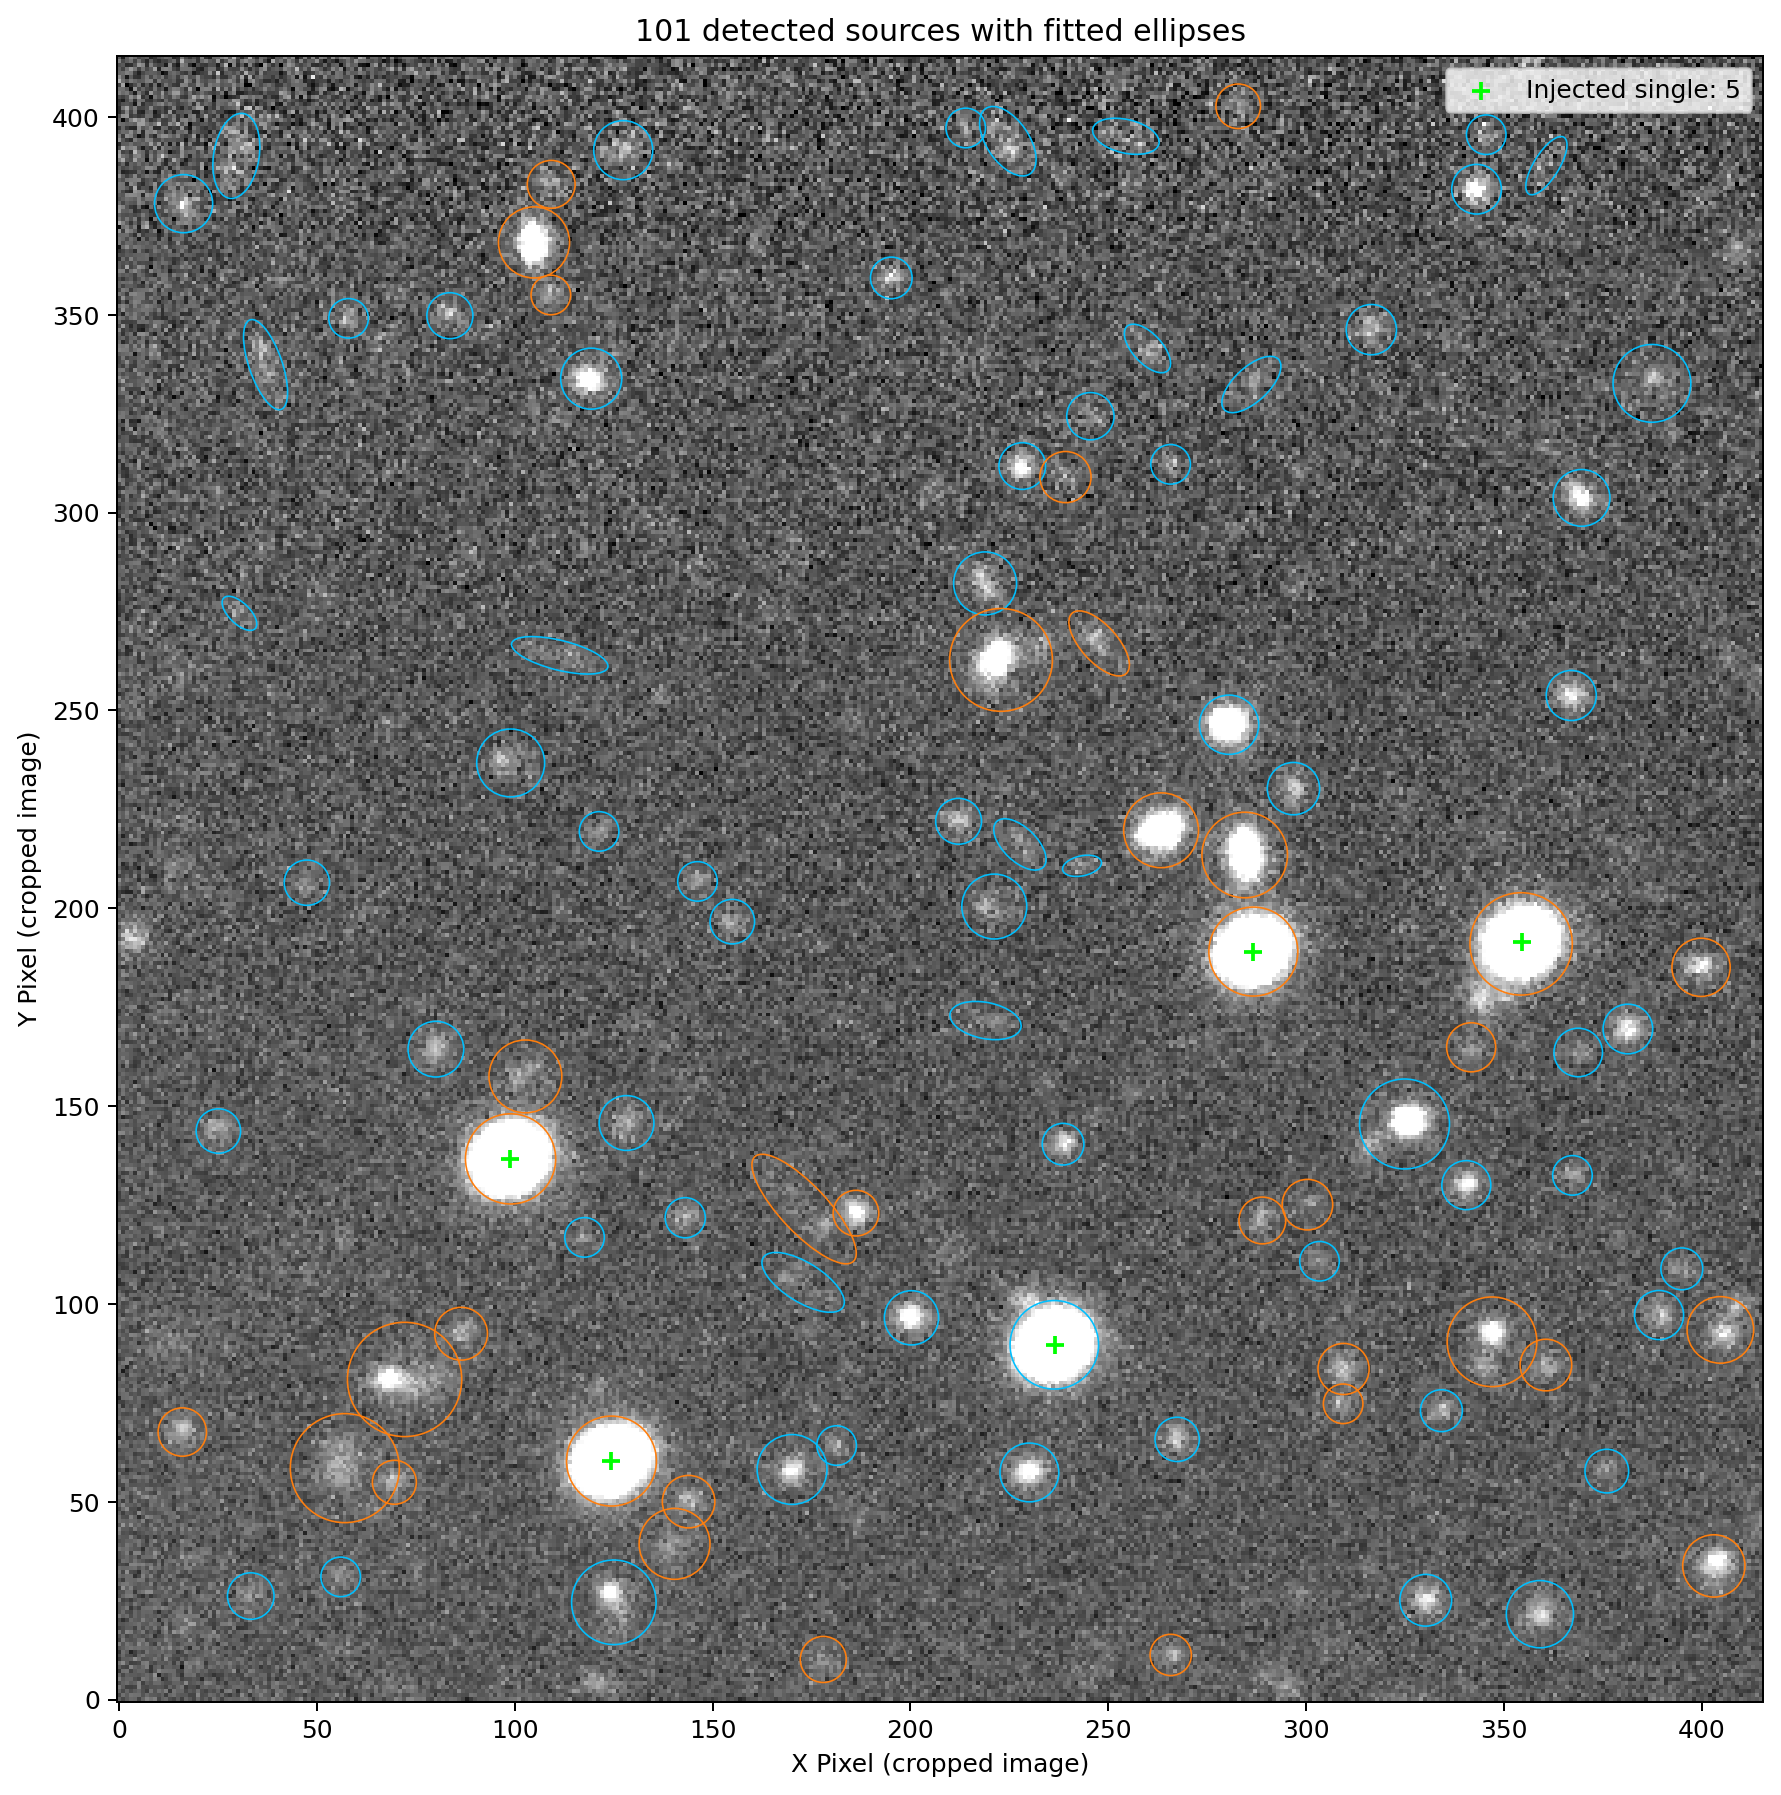 101 detected sources with fitted ellipses
Injected single: 5
Y Pixel (cropped image)
400
350
300
250
200
150
100
50
0
0 50 100 150 200 250 300 350 400
X Pixel (cropped image)